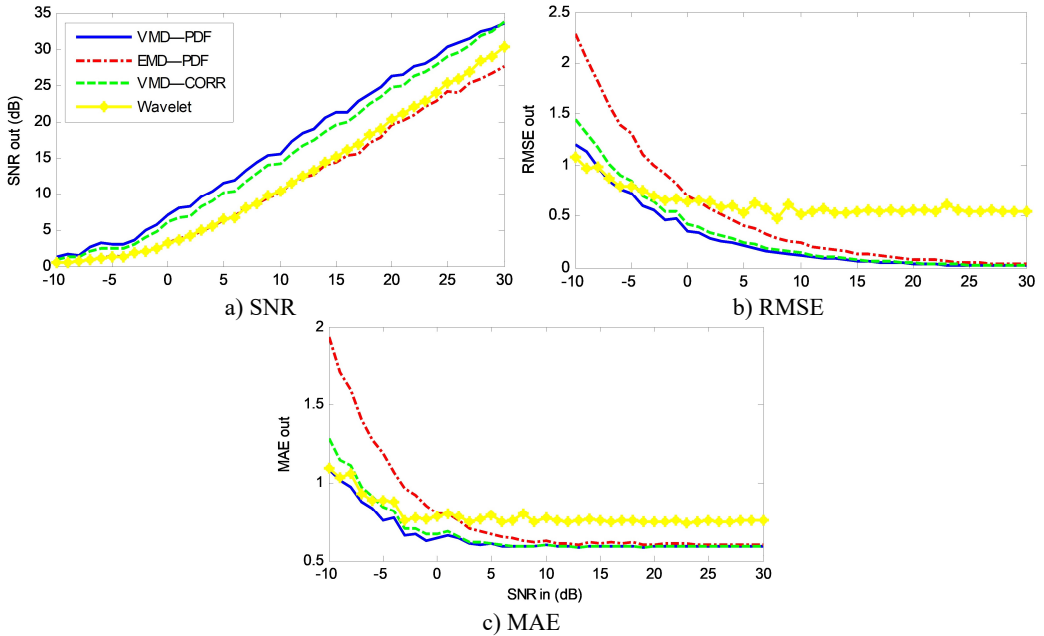 35
30
25
20
15
10
5
0
SNR out (dB)
VMD—PDF
EMD—PDF
VMD—CORR
Wavelet
-10 -5 0 5 10 15 20 25 30
a) SNR
2.5
2
1.5
1
0.5
0
RMSE out
-10 -5 0 5 10 15 20 25 30
b) RMSE
2
1.5
1
0.5
MAE out
-10 -5 0 5 10 15 20 25 30
SNR in (dB)
c) MAE